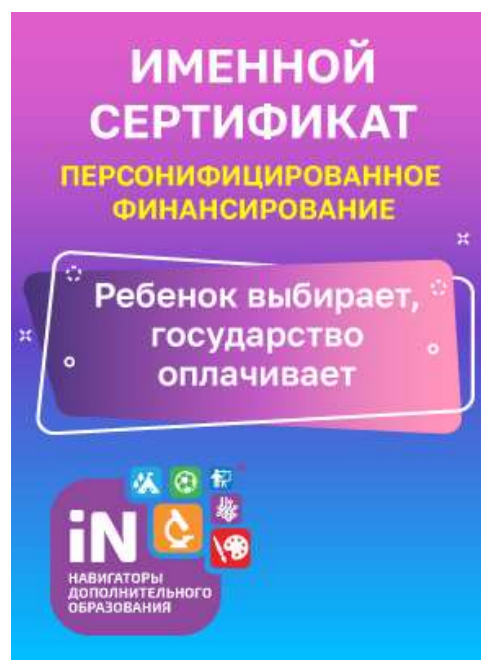 ИМЕННОЙ
СЕРТИФИКАТ
ПЕРСОНИФИЦИРОВАННОЕ
ФИНАНСИРОВАНИЕ
Ребенок выбирает,
государство
оплачивает
iN
НАВИГАТОРЫ
ДОПОЛНИТЕЛЬНОГО
ОБРАЗОВАНИЯ